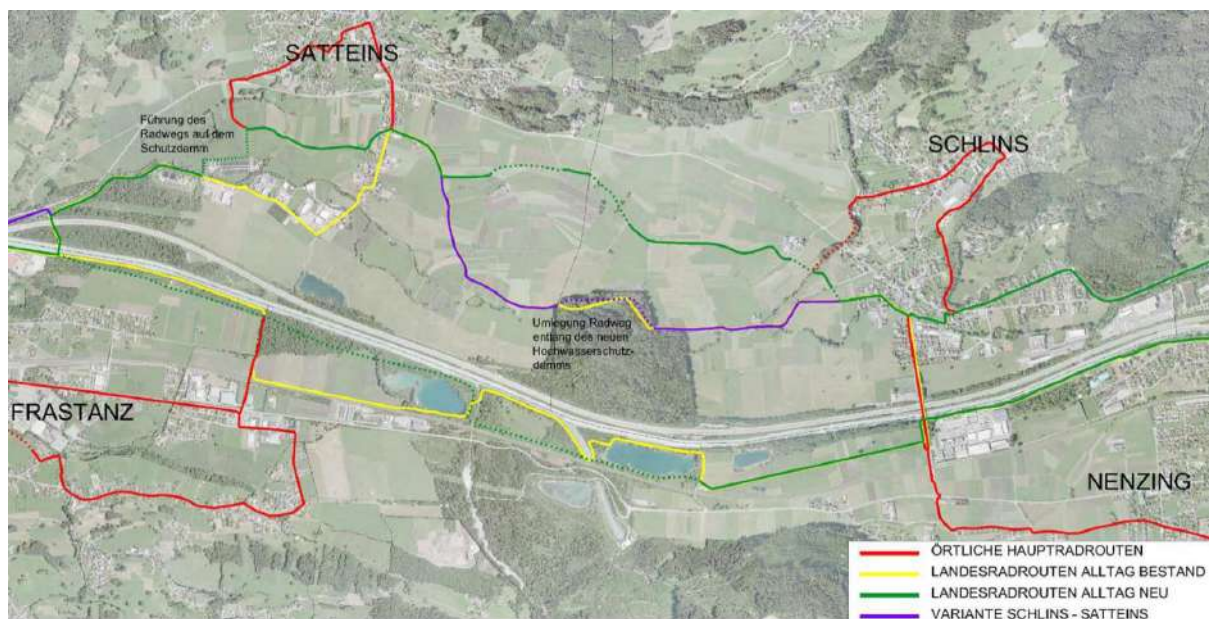 SATTEINS
Führung des
Radwegs auf dem
Schutzdamm
SCHLINS
Umlegung Radweg
entlang des neuen
Hochwasserschutz-
damms
FRASTANZ
NENZING
ÖRTLICHE HAUPTRADROUTEN
LANDESRADROUTEN ALLTAG BESTAND
LANDESRADROUTEN ALLTAG NEU
VARIANTE SCHLINS - SATTEINS